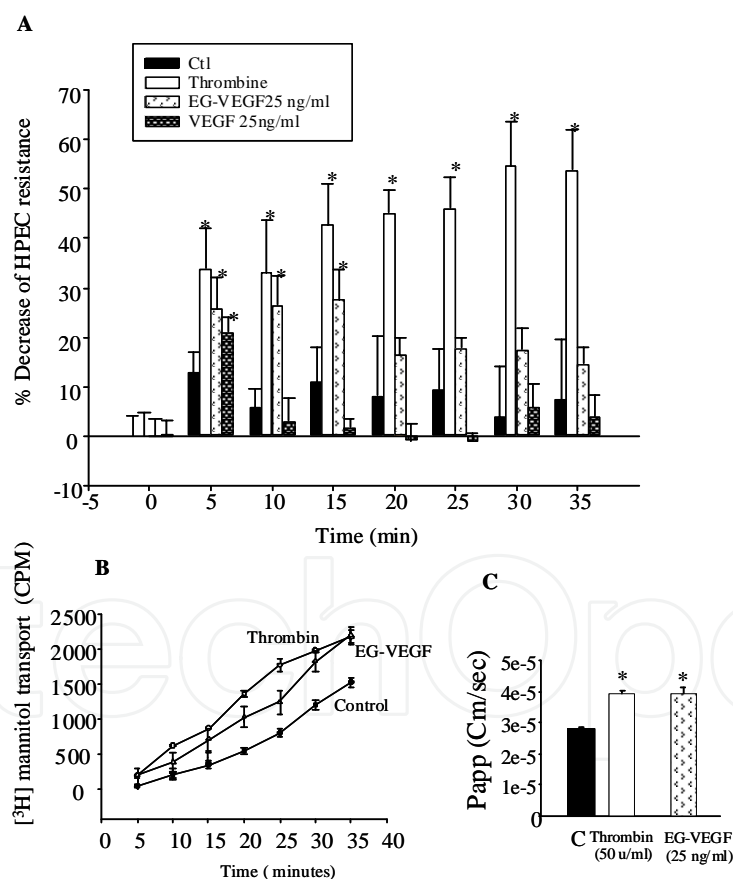 A
Ctl
Thrombine
EG-VEGF25 ng/ml
VEGF 25ng/ml
% Decrease of HPEC resistance
70
60
50
40
30
20
10
0
-10
* * * * * * * * * * * *
-5 0 5 10 15 20 25 30 35
Time (min)
B
[³H] mannitol transport (CPM)
2500
2000
1500
1000
500
0
Thrombin
EG-VEGF
Control
0 5 10 15 20 25 30 35 40
Time ( minutes)
C
Papp (Cm/sec)
5e-5
4e-5
3e-5
2e-5
1e-5
0
* *
C Thrombin EG-VEGF
(50 u/ml) (25 ng/ml)